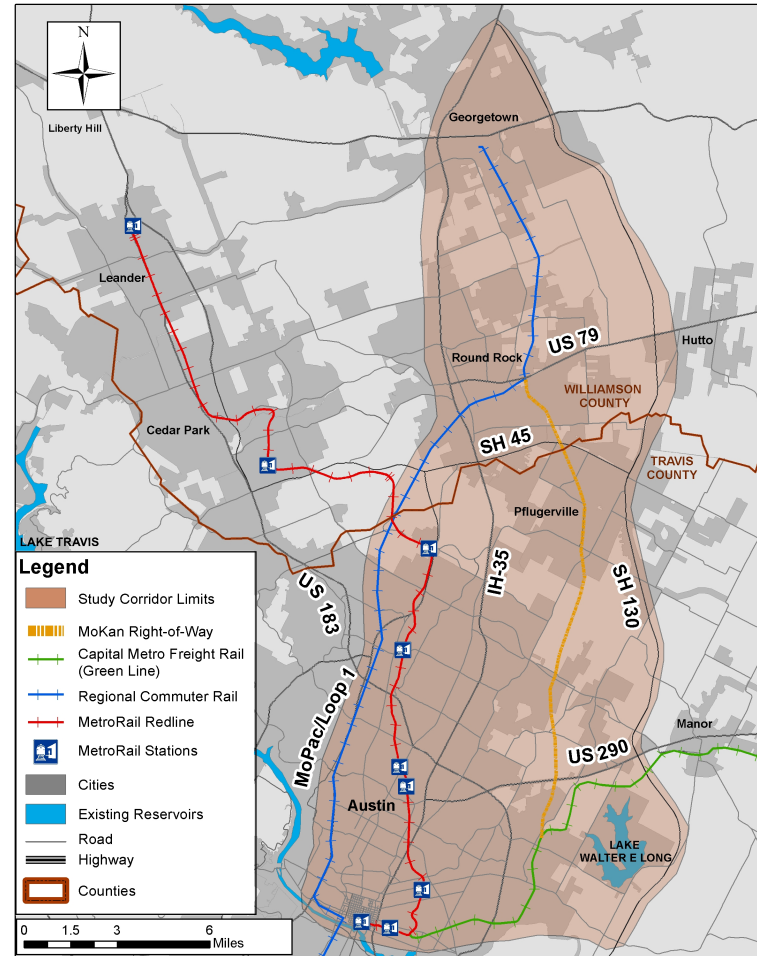 N
Georgetown
Liberty Hill
Leander
US 79
Hutto
Round Rock
WILLIAMSON
COUNTY
Cedar Park
SH 45
TRAVIS
COUNTY
Pflugerville
LAKE TRAVIS
IH-35
SH 130
US 183
MoPac/Loop 1
Manor
US 290
Austin
LAKE
WALTER E LONG
Legend
Study Corridor Limits
MoKan Right-of-Way
Capital Metro Freight Rail
(Green Line)
Regional Commuter Rail
MetroRail Redline
1
MetroRail Stations
Cities
Existing Reservoirs
Road
Highway
Counties
0 1.5 3 6
Miles